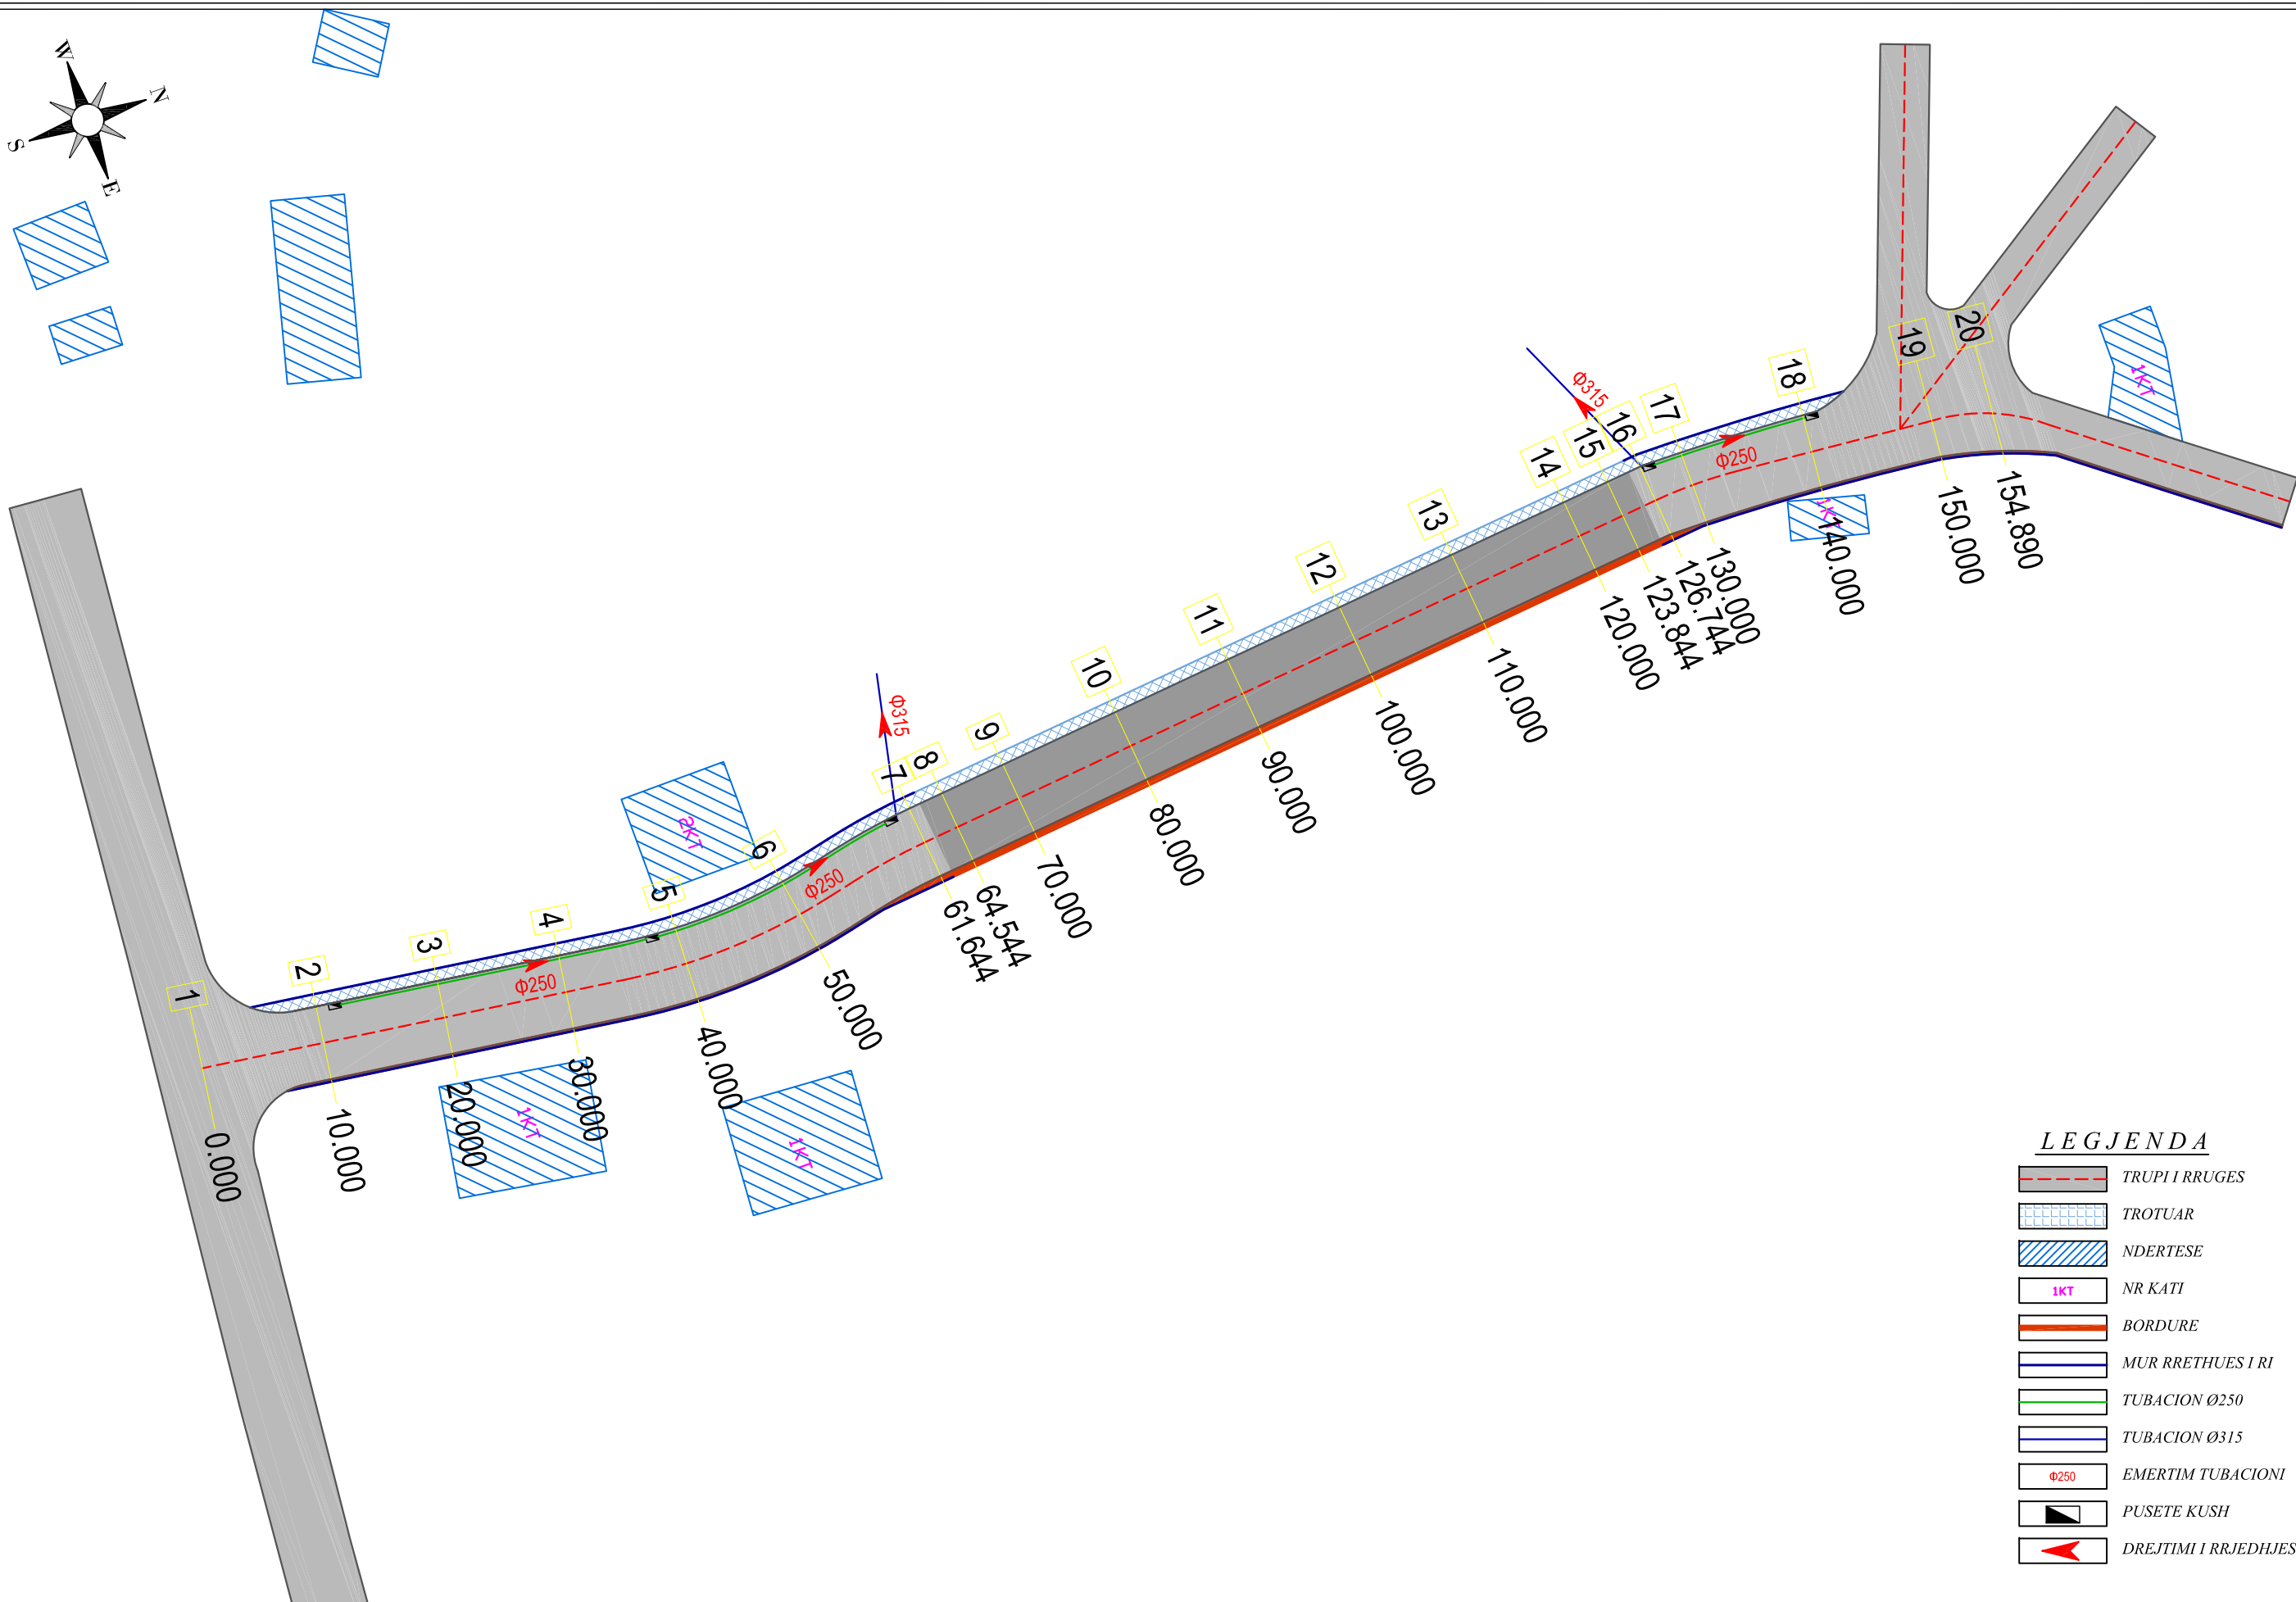 W
N
S
E
1
2
3
4
5
6
7
8
9
10
11
12
13
14
15
16
17
18
19
20
0.000
10.000
20.000
30.000
40.000
50.000
61.644
64.544
70.000
80.000
90.000
100.000
110.000
120.000
123.844
126.744
130.000
140.000
150.000
154.890
Φ250
Φ250
Φ315
Φ315
Φ250
2KT
1KT
1KT
1KT
1KT
LEGJENDA
TRUPI I RRUGES
TROTUAR
NDERTESE
1KT NR KATI
BORDURE
MUR RRETHUES I RI
TUBACION Ø250
TUBACION Ø315
Φ250 EMERTIM TUBACIONI
PUSETE KUSH
DREJTIMI I RRJEDHJES